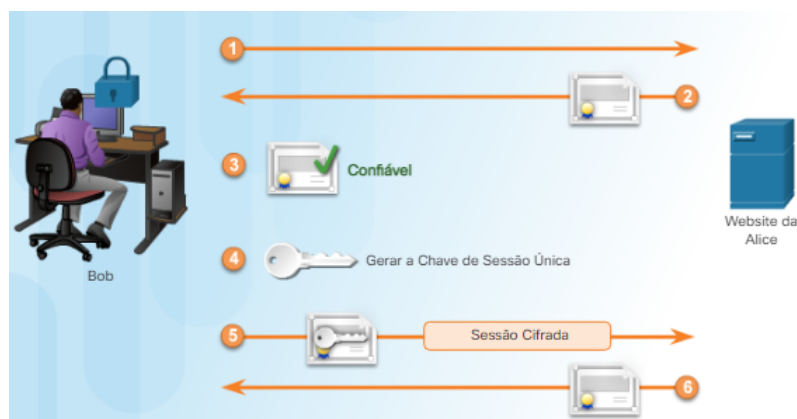 1
2
3
Confiável
Website da
Alice
4
Gerar a Chave de Sessão Única
Bob
5
Sessão Cifrada
6